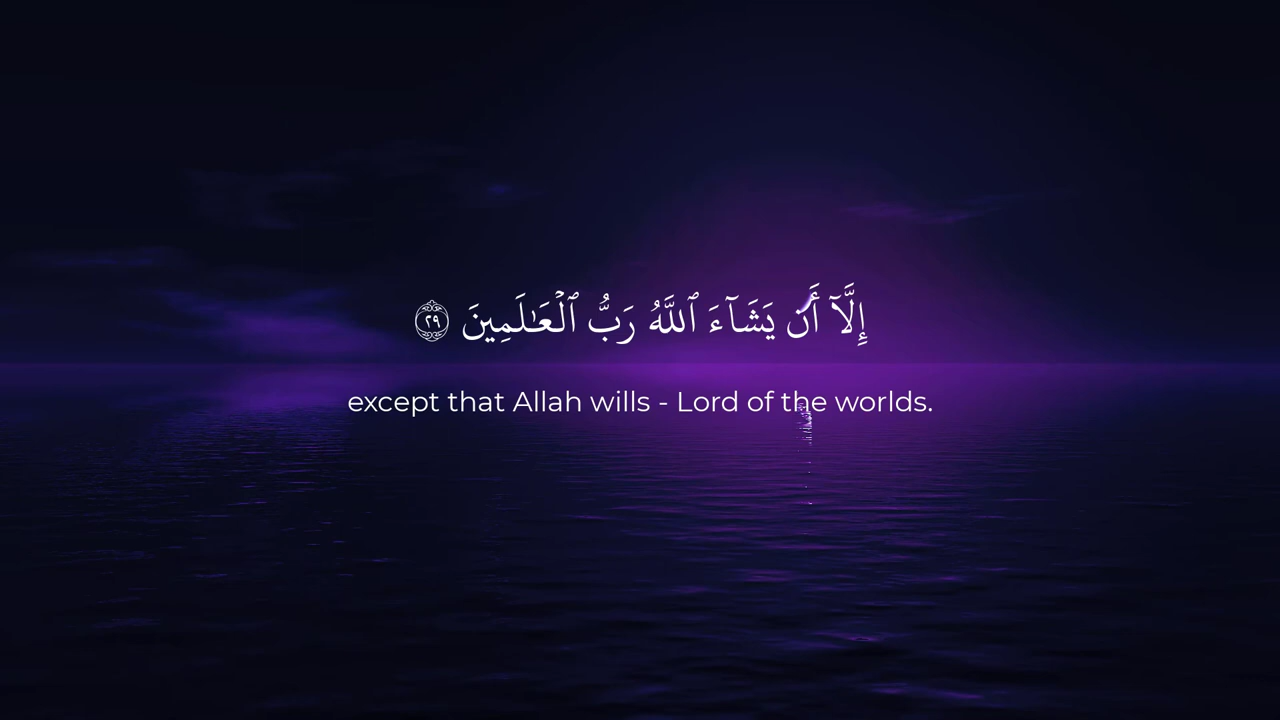 إِلَّآ أَن يَشَآءَ ٱللَّهُ رَبُّ ٱلْعَـٰلَمِينَ ٢٩
except that Allah wills - Lord of the worlds.